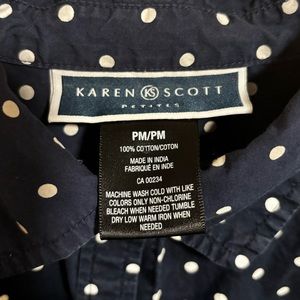 KAREN KS SCOTT
PETITES
PM/PM
100% COTTON/COTON
MADE IN INDIA
FABRIQUÉ EN INDE
CA 00234
MACHINE WASH COLD WITH LIKE
COLORS ONLY NON-CHLORINE
BLEACH WHEN NEEDED TUMBLE
DRY LOW WARM IRON WHEN
NEEDED